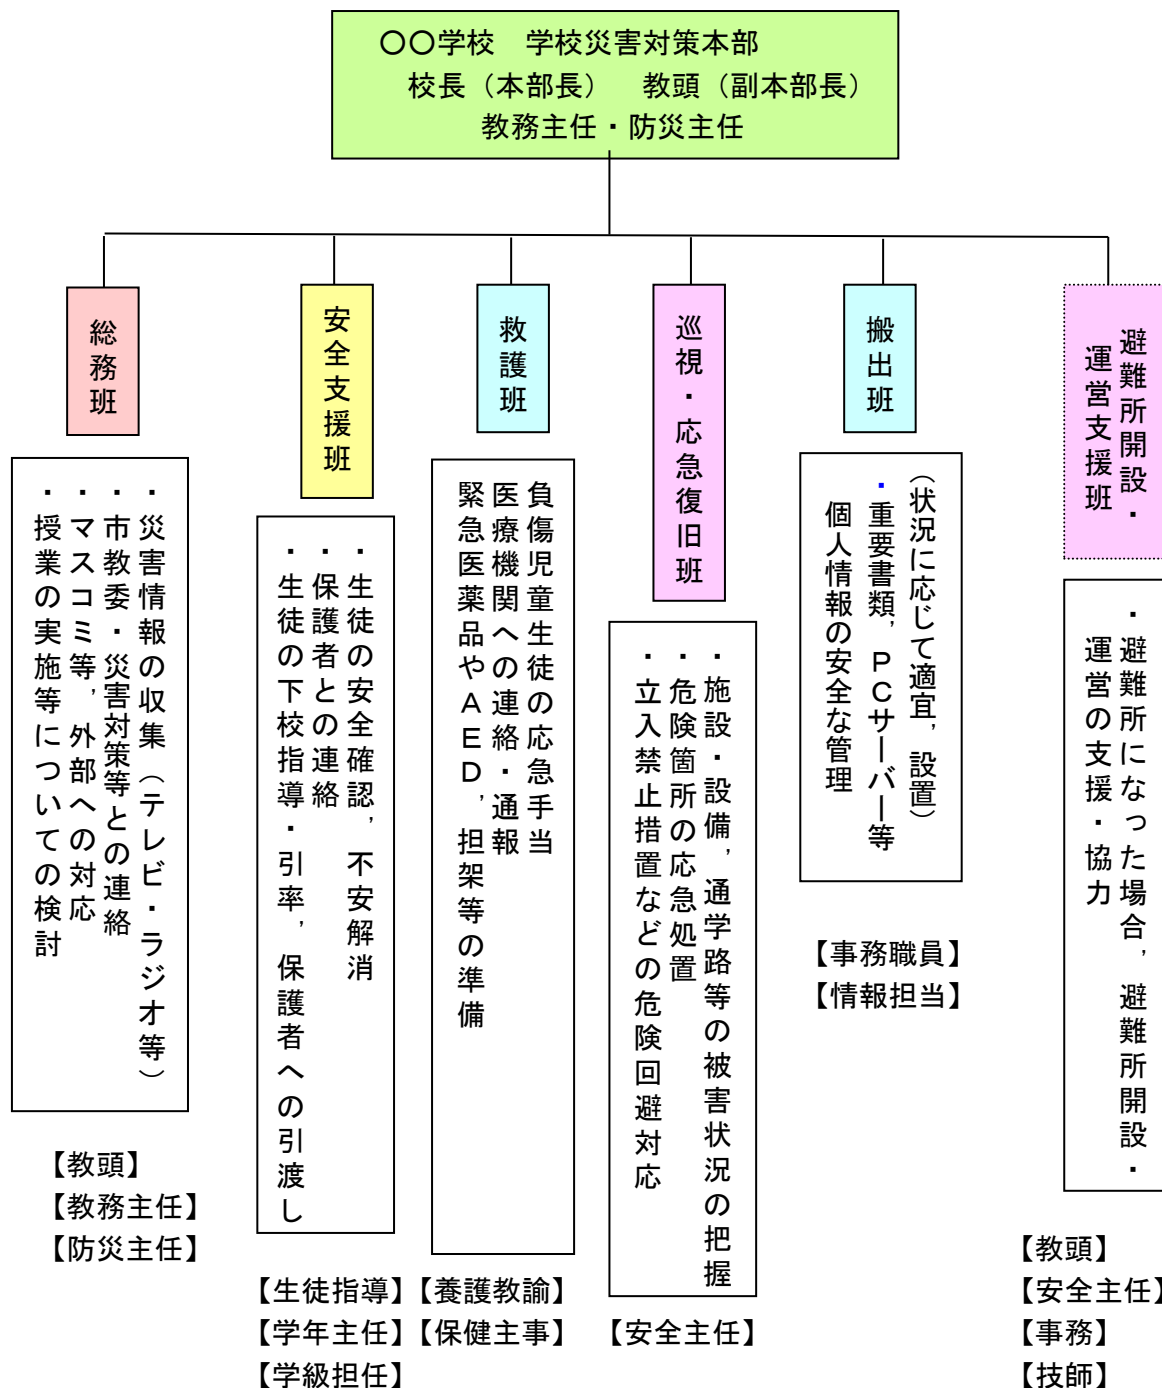 〇〇学校　学校災害対策本部
校長（本部長）　教頭（副本部長）
教務主任・防災主任
総務班
・災害情報の収集（テレビ・ラジオ等）
・市教委・災害対策等との連絡
・マスコミ等，外部への対応
・授業の実施等についての検討
【教頭】
【教務主任】
【防災主任】
安全支援班
・生徒の安全確認，不安解消
・保護者との連絡
・生徒の下校指導・引率，保護者への引渡し
【生徒指導】
【学年主任】
【学級担任】
救護班
負傷児童生徒の応急手当
医療機関への連絡・通報
緊急医薬品やＡＥＤ，担架等の準備
【養護教諭】
【保健主事】
巡視・応急復旧班
・施設・設備，通学路等の被害状況の把握
・危険箇所の応急処置
・立入禁止措置などの危険回避対応
【安全主任】
搬出班
（状況に応じて適宜，設置）
・重要書類，ＰＣサーバー等
個人情報の安全な管理
【事務職員】
【情報担当】
避難所開設・
運営支援班
・避難所になった場合，避難所開設・
運営の支援・協力
【教頭】
【安全主任】
【事務】
【技師】